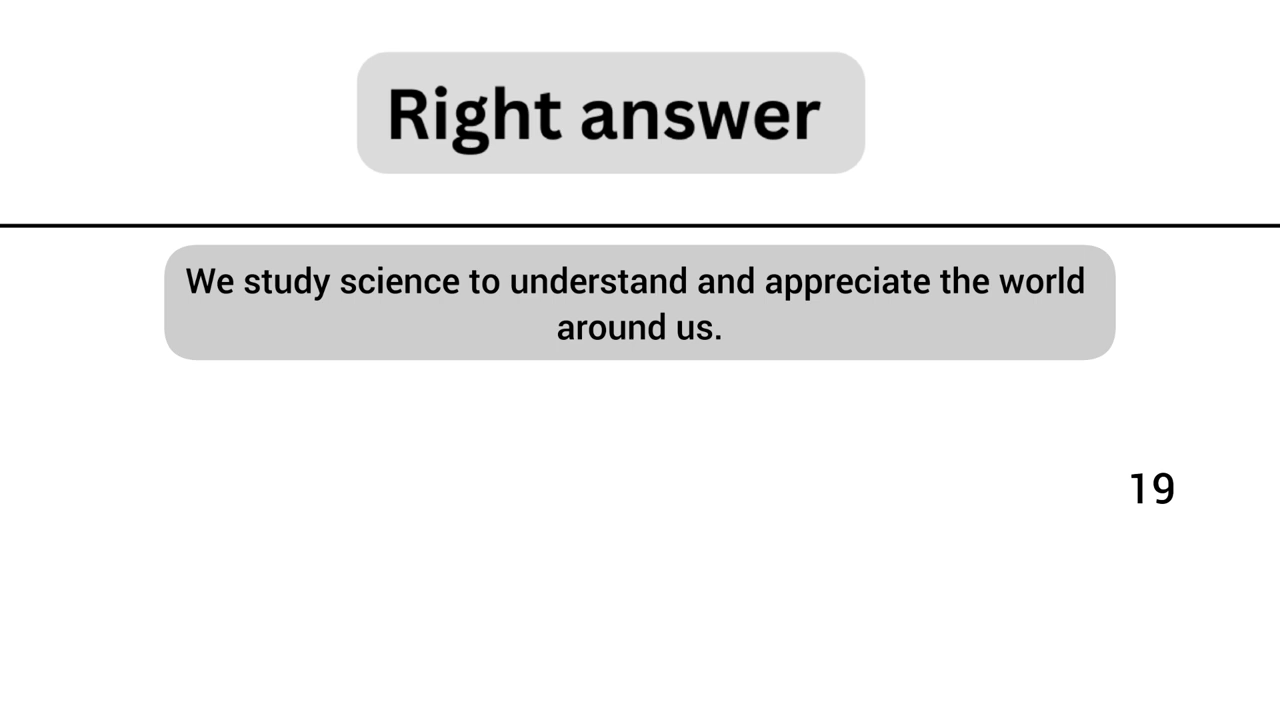 Right answer
We study science to understand and appreciate the world
around us.
19